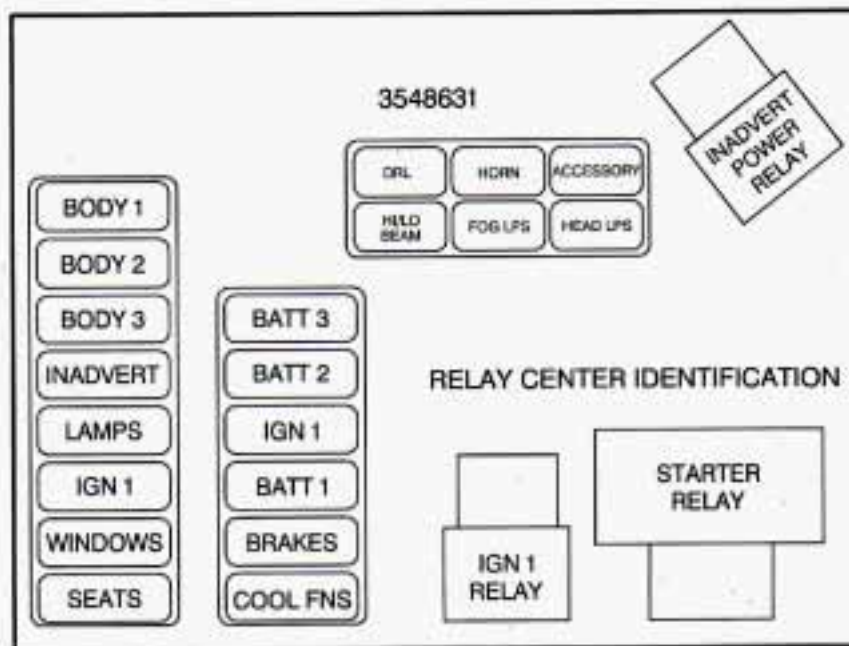 3548631
INADVERT
POWER
RELAY
DRL HORN ACCESSORY
HI/LO
BEAM
FOG LPS HEAD LPS
BODY 1
BODY 2
BODY 3
INADVERT
LAMPS
IGN 1
WINDOWS
SEATS
BATT 3
BATT 2
IGN 1
BATT 1
BRAKES
COOL FNS
RELAY CENTER IDENTIFICATION
IGN 1
RELAY
STARTER
RELAY